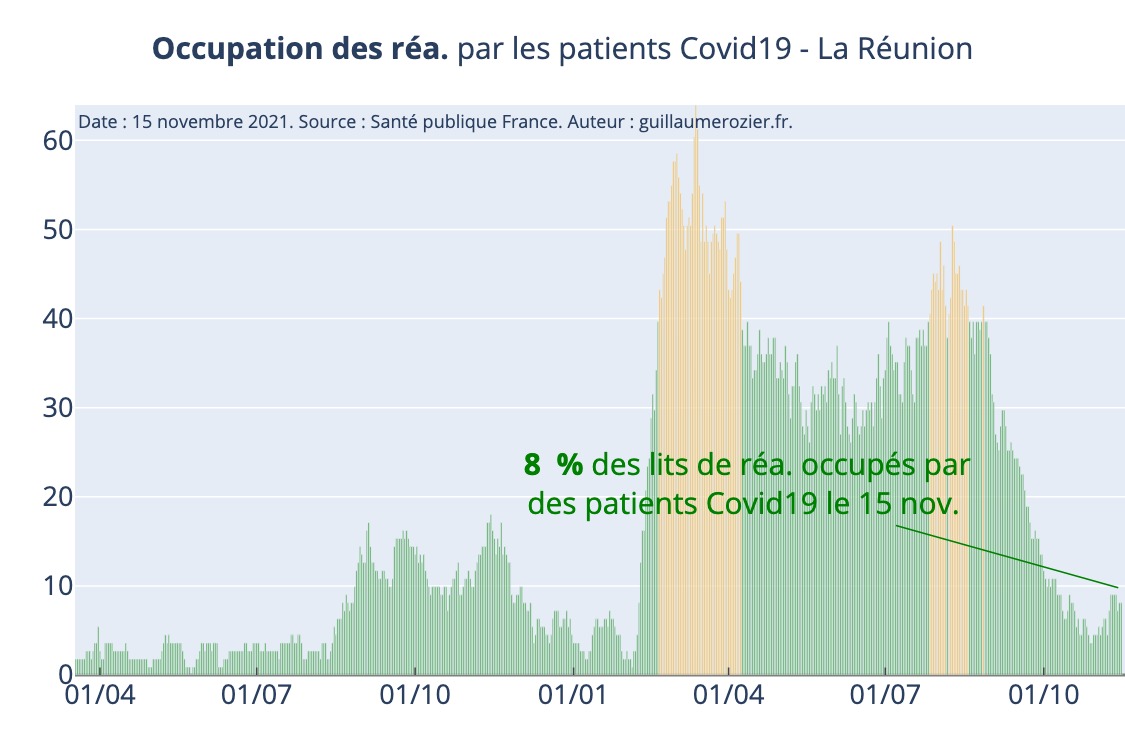 Occupation des réa. par les patients Covid19 - La Réunion
Date : 15 novembre 2021. Source : Santé publique France. Auteur : guillaumerozier.fr.
60
50
40
30
20
10
0
8 % des lits de réa. occupés par
des patients Covid19 le 15 nov.
01/04 01/07 01/10 01/01 01/04 01/07 01/10